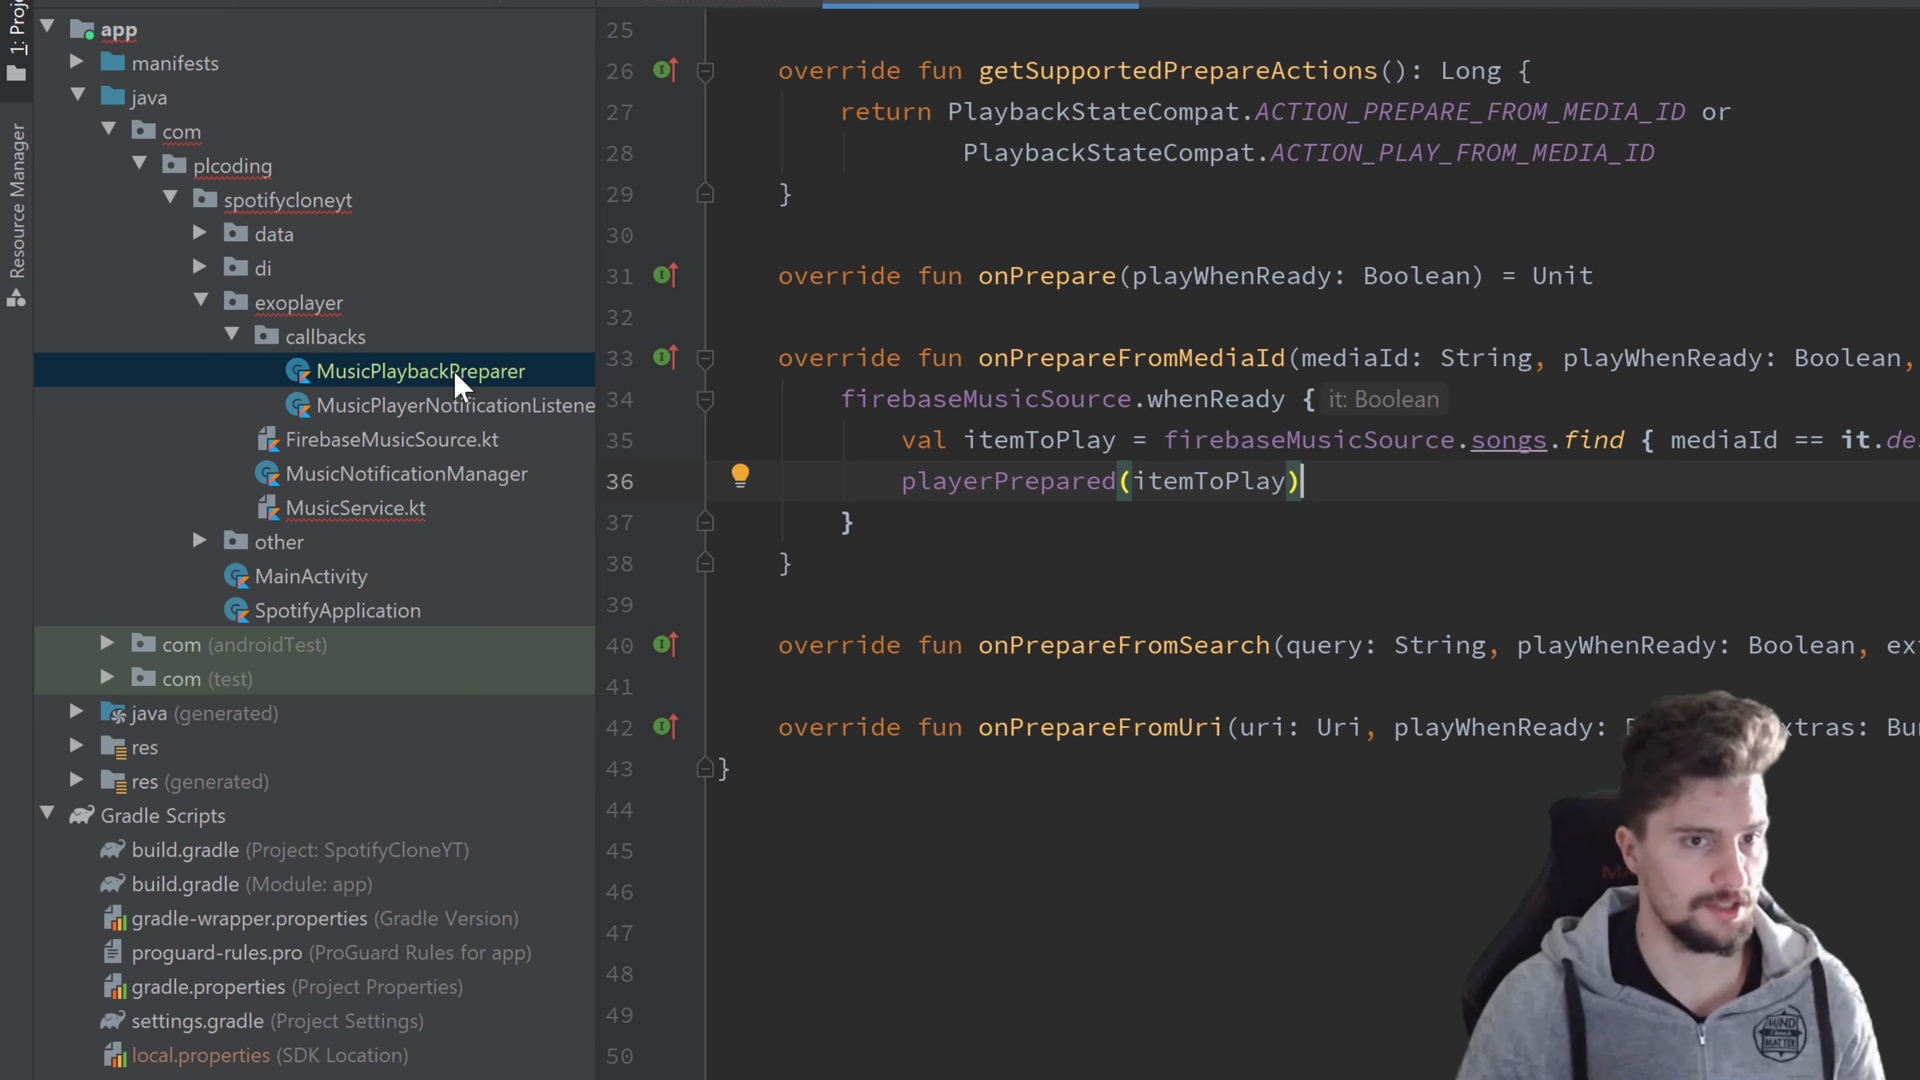 1: Proj
Resource Manager
app
manifests
java
com
plcoding
spotifycloneyt
data
di
exoplayer
callbacks
MusicPlaybackPreparer
MusicPlayerNotificationListene
FirebaseMusicSource.kt
MusicNotificationManager
MusicService.kt
other
MainActivity
SpotifyApplication
com (androidTest)
com (test)
java (generated)
res
res (generated)
Gradle Scripts
build.gradle (Project: SpotifyCloneYT)
build.gradle (Module: app)
gradle-wrapper.properties (Gradle Version)
proguard-rules.pro (ProGuard Rules for app)
gradle.properties (Project Properties)
settings.gradle (Project Settings)
local.properties (SDK Location)
25
26 override fun getSupportedPrepareActions(): Long {
27 return PlaybackStateCompat.ACTION_PREPARE_FROM_MEDIA_ID or
28 PlaybackStateCompat.ACTION_PLAY_FROM_MEDIA_ID
29 }
30
31 override fun onPrepare(playWhenReady: Boolean) = Unit
32
33 override fun onPrepareFromMediaId(mediaId: String, playWhenReady: Boolean,
34 firebaseMusicSource.whenReady { it: Boolean
35 val itemToPlay = firebaseMusicSource.songs.find { mediaId == it.de
36 playerPrepared(itemToPlay)
37 }
38 }
39
40 override fun onPrepareFromSearch(query: String, playWhenReady: Boolean, ex
41
42 override fun onPrepareFromUri(uri: Uri, playWhenReady: xtras: Bu
43 }
44
45
46
47
48
49
50
MIND
MATTER